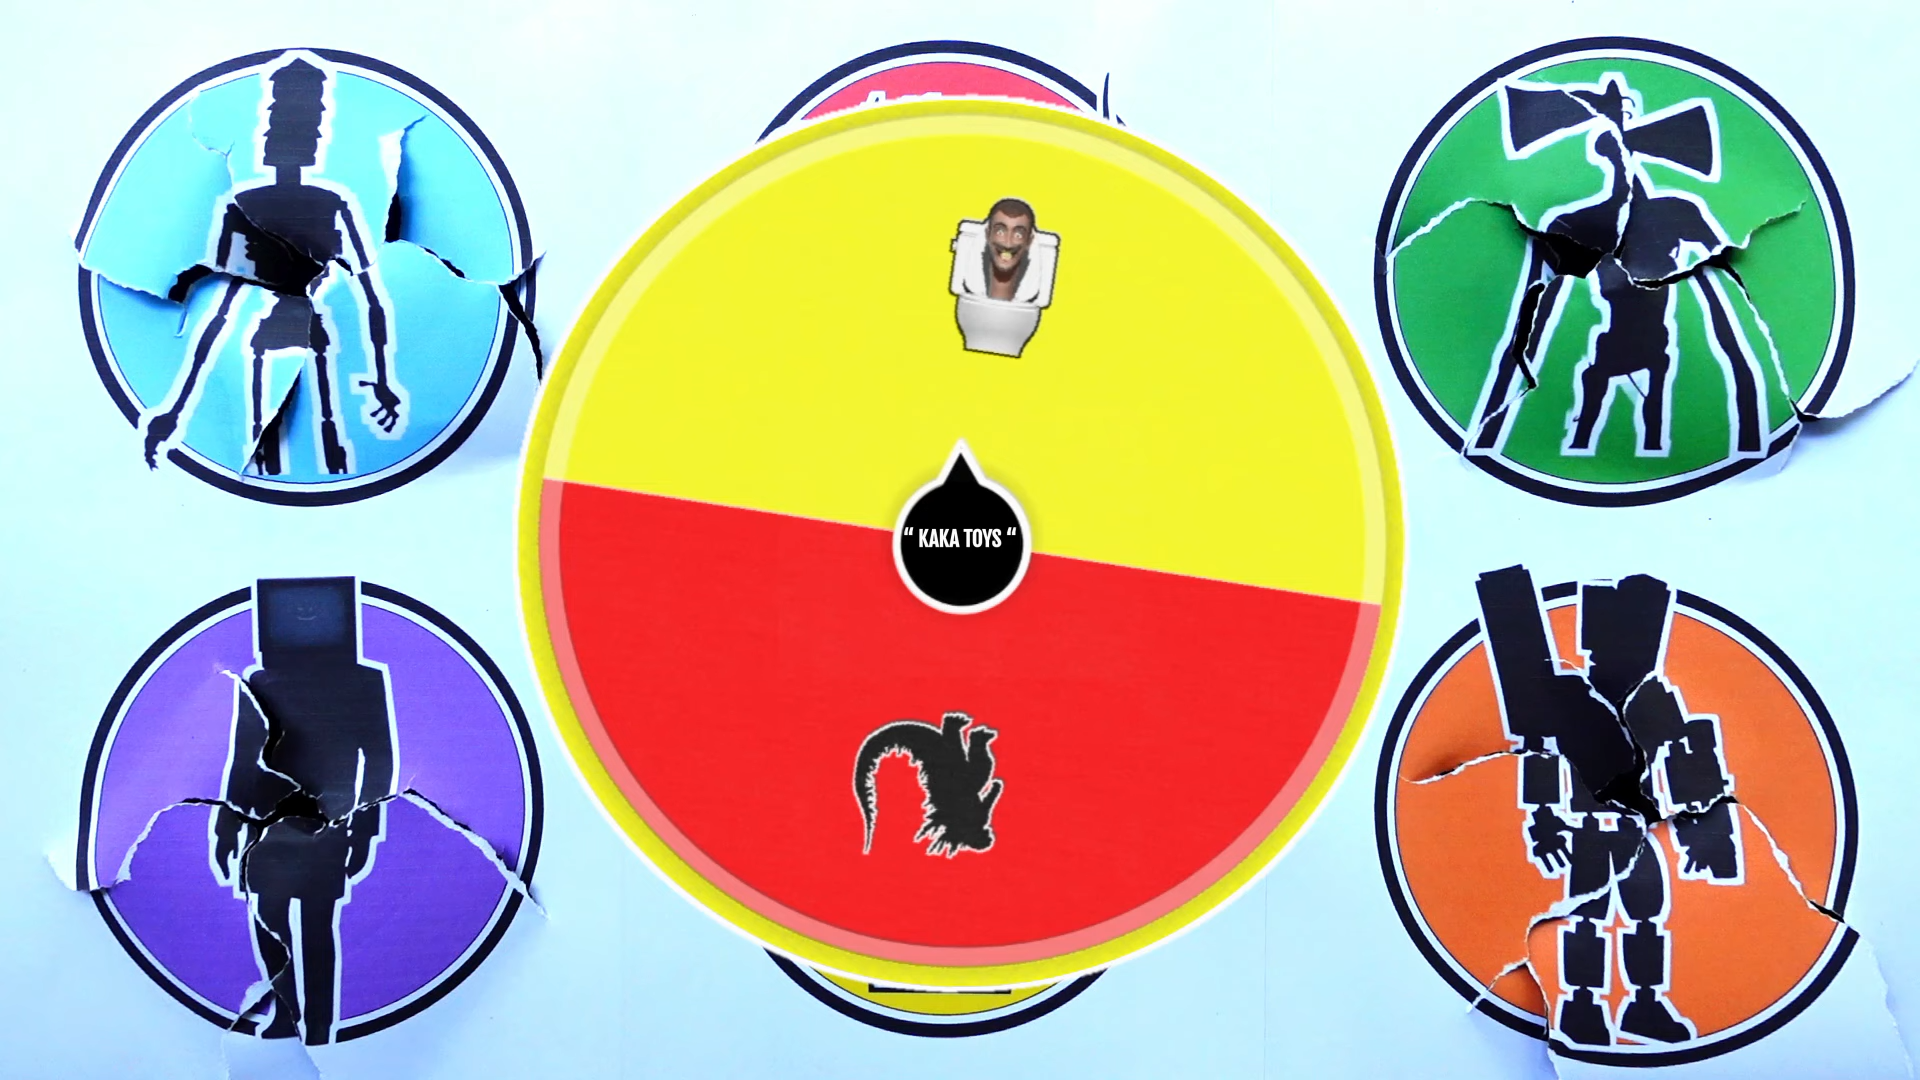 “ KAKA TOYS “